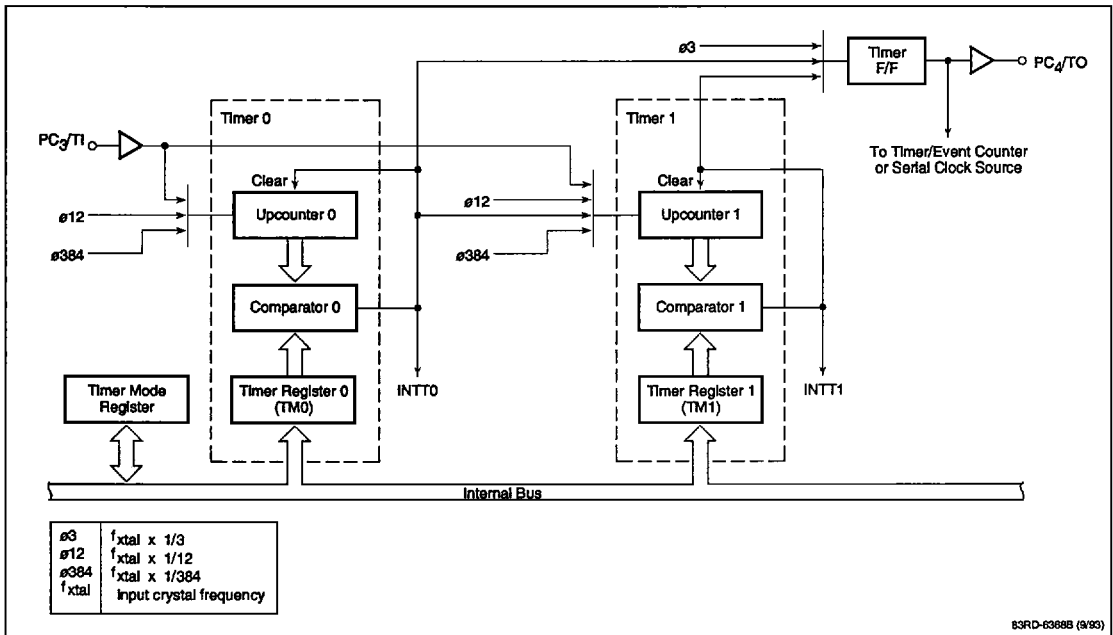 ø3
Timer
F/F
PC4/TO
To Timer/Event Counter
or Serial Clock Source
Timer 0
Timer 1
PC3/TI
Clear
Clear
ø12
ø384
Upcounter 0
ø12
ø384
Upcounter 1
Comparator 0
Comparator 1
Timer Mode
Register
Timer Register 0
(TM0)
INTT0
Timer Register 1
(TM1)
INTT1
Internal Bus
ø3 fxtal x 1/3
ø12 fxtal x 1/12
ø384 fxtal x 1/384
fxtal Input crystal frequency
83RD-6368B (9/93)